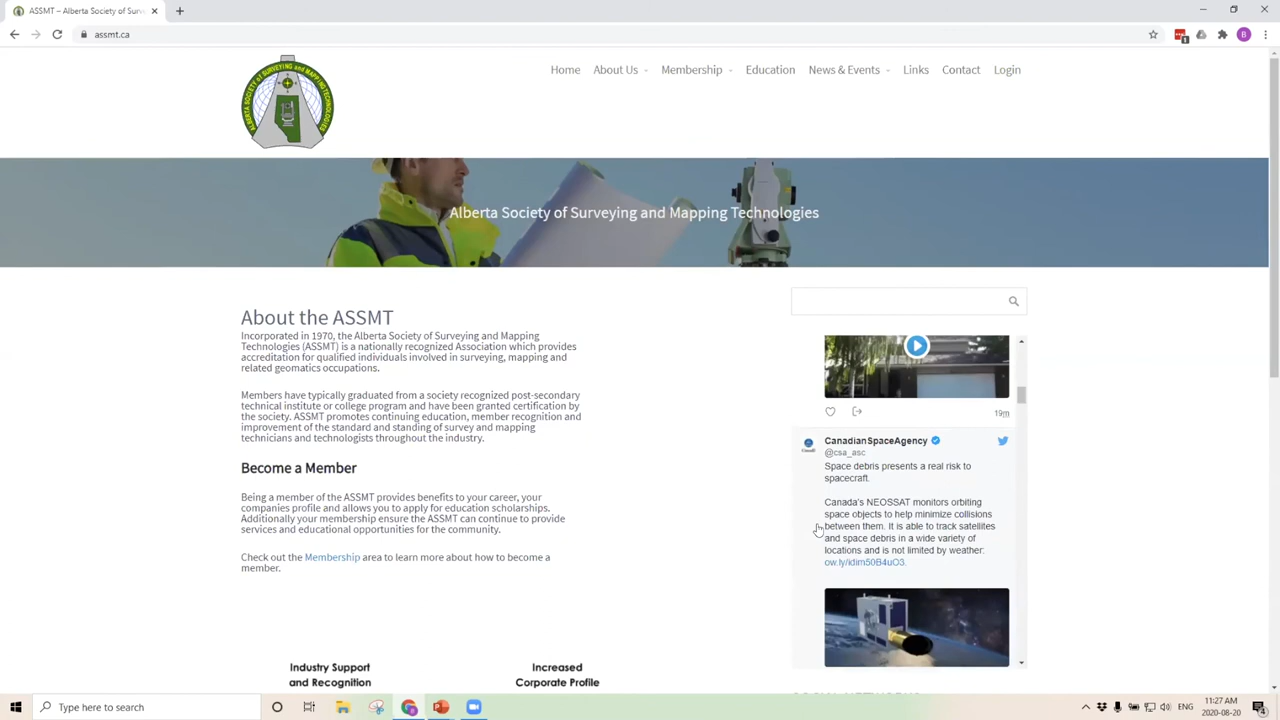 ASSMT – Alberta Society of Surv
assmt.ca
B
ALBERTA SOCIETY OF SURVEYING and MAPPING TECHNOLOGIES
Home
About Us
Membership
Education
News & Events
Links
Contact
Login
Alberta Society of Surveying and Mapping Technologies
About the ASSMT
Incorporated in 1970, the Alberta Society of Surveying and Mapping
Technologies (ASSMT) is a nationally recognized Association which provides
accreditation for qualified individuals involved in surveying, mapping and
related geomatics occupations.
Members have typically graduated from a society recognized post-secondary
technical institute or college program and have been granted certification by
the society. ASSMT promotes continuing education, member recognition and
improvement of the standard and standing of survey and mapping
technicians and technologists throughout the industry.
Become a Member
Being a member of the ASSMT provides benefits to your career, your
companies profile and allows you to apply for education scholarships.
Additionally your membership ensure the ASSMT can continue to provide
services and educational opportunities for the community.
Check out the Membership area to learn more about how to become a
member.
Industry Support
and Recognition
Increased
Corporate Profile
19m
CanadianSpaceAgency
@csa_asc
Space debris presents a real risk to
spacecraft.
Canada's NEOSSAT monitors orbiting
space objects to help minimize collisions
between them. It is able to track satellites
and space debris in a wide variety of
locations and is not limited by weather:
ow.ly/idim50B4uO3.
Type here to search
ENG
11:27 AM
2020-08-20